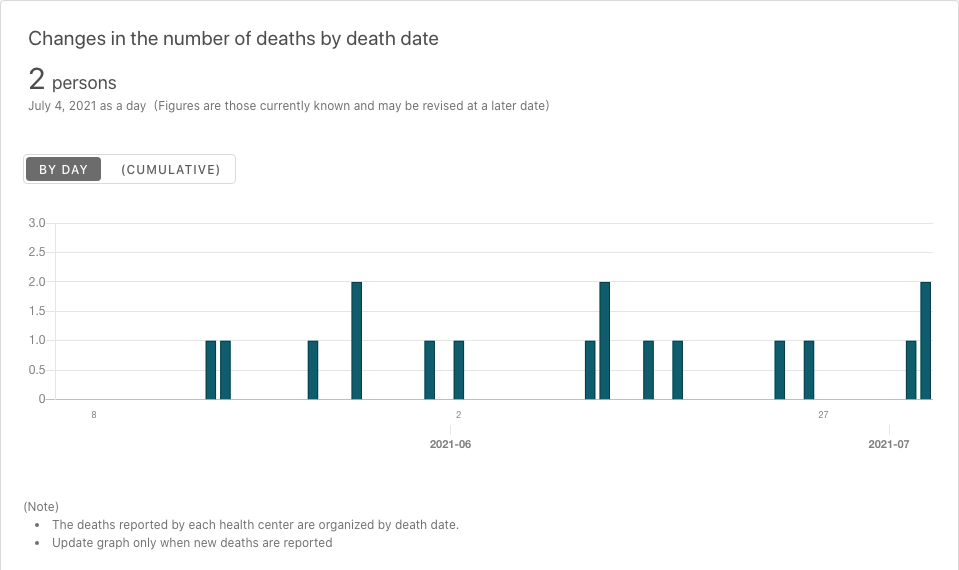 Changes in the number of deaths by death date
2 persons
July 4, 2021 as a day (Figures are those currently known and may be revised at a later date)
BY DAY (CUMULATIVE)
3.0
2.5
2.0
1.5
1.0
0.5
0
8 2 27
2021-06 2021-07
(Note)
• The deaths reported by each health center are organized by death date.
• Update graph only when new deaths are reported